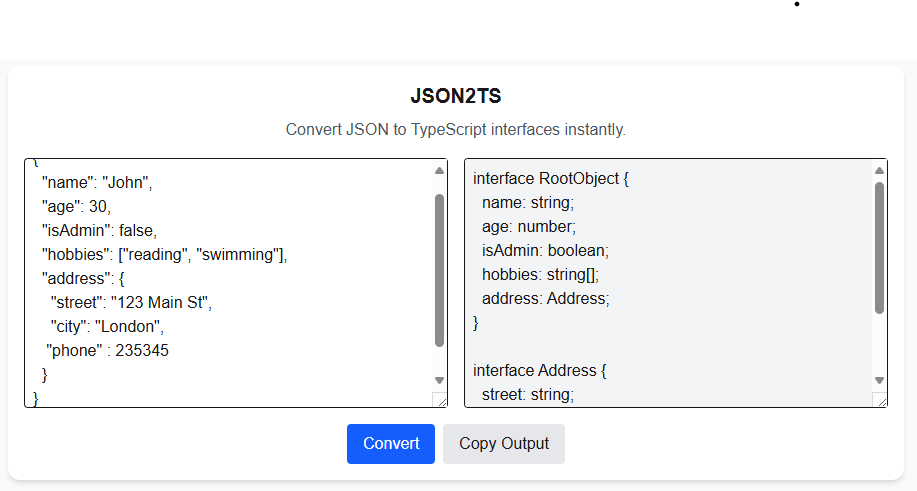 JSON2TS
Convert JSON to TypeScript interfaces instantly.
{
"name": "John",
"age": 30,
"isAdmin": false,
"hobbies": ["reading", "swimming"],
"address": {
"street": "123 Main St",
"city": "London",
"phone" : 235345
}
}
interface RootObject {
name: string;
age: number;
isAdmin: boolean;
hobbies: string[];
address: Address;
}
interface Address {
street: string;
Convert
Copy Output